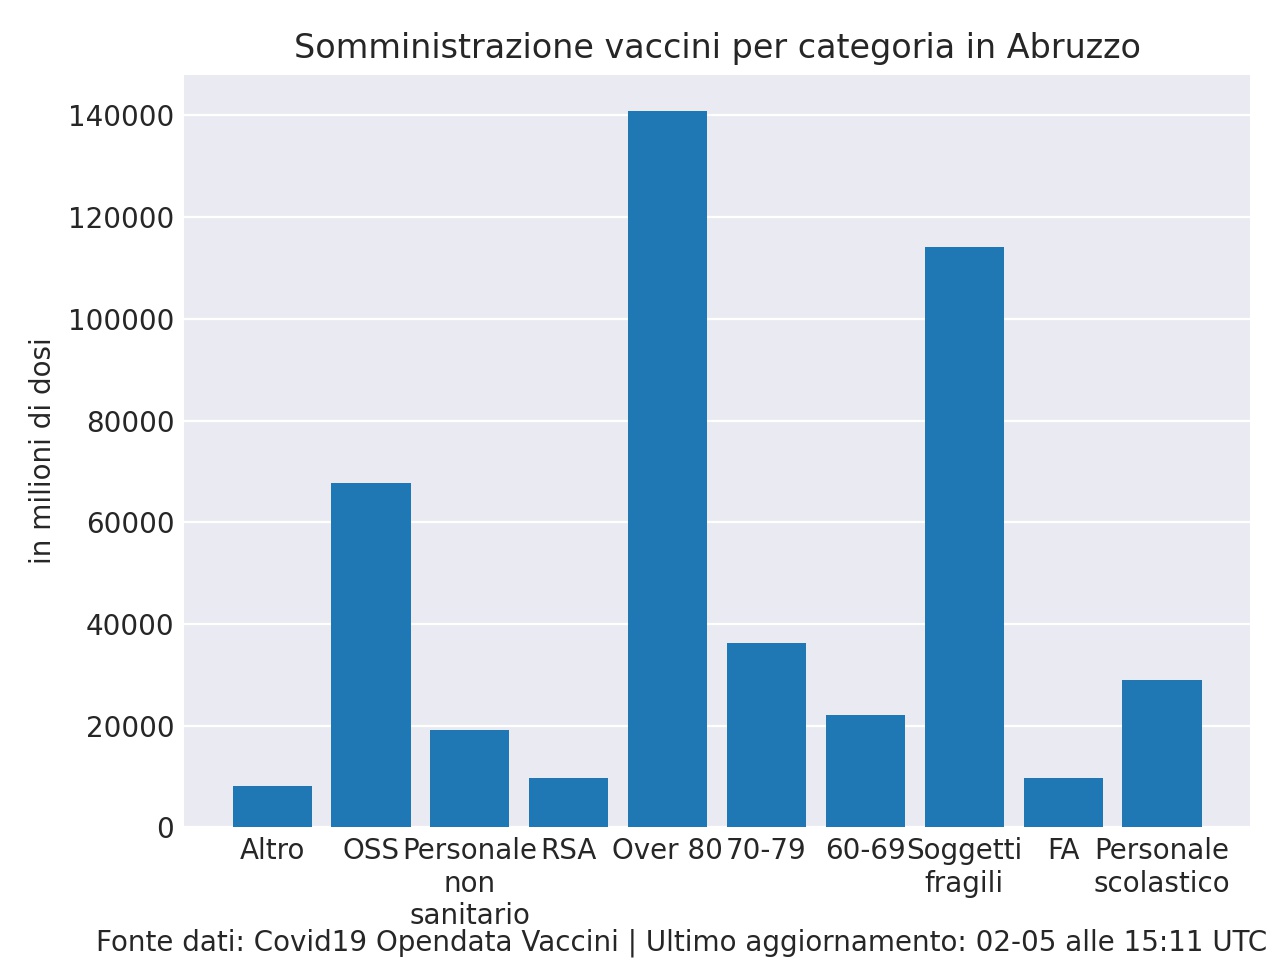 Somministrazione vaccini per categoria in Abruzzo
in milioni di dosi
140000
120000
100000
80000
60000
40000
20000
0
Altro
OSS
Personale
non
sanitario
RSA
Over 80
70-79
60-69
Soggetti
fragili
FA
Personale
scolastico
Fonte dati: Covid19 Opendata Vaccini | Ultimo aggiornamento: 02-05 alle 15:11 UTC